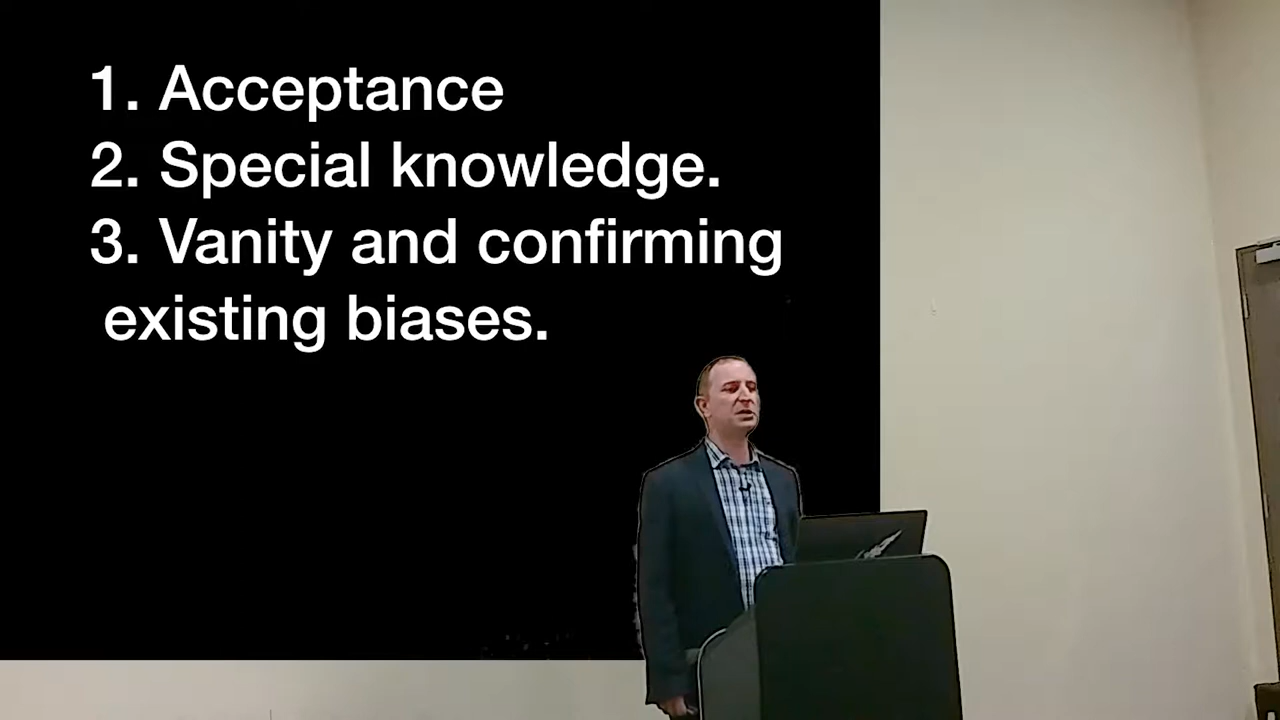 1. Acceptance
2. Special knowledge.
3. Vanity and confirming
existing biases.